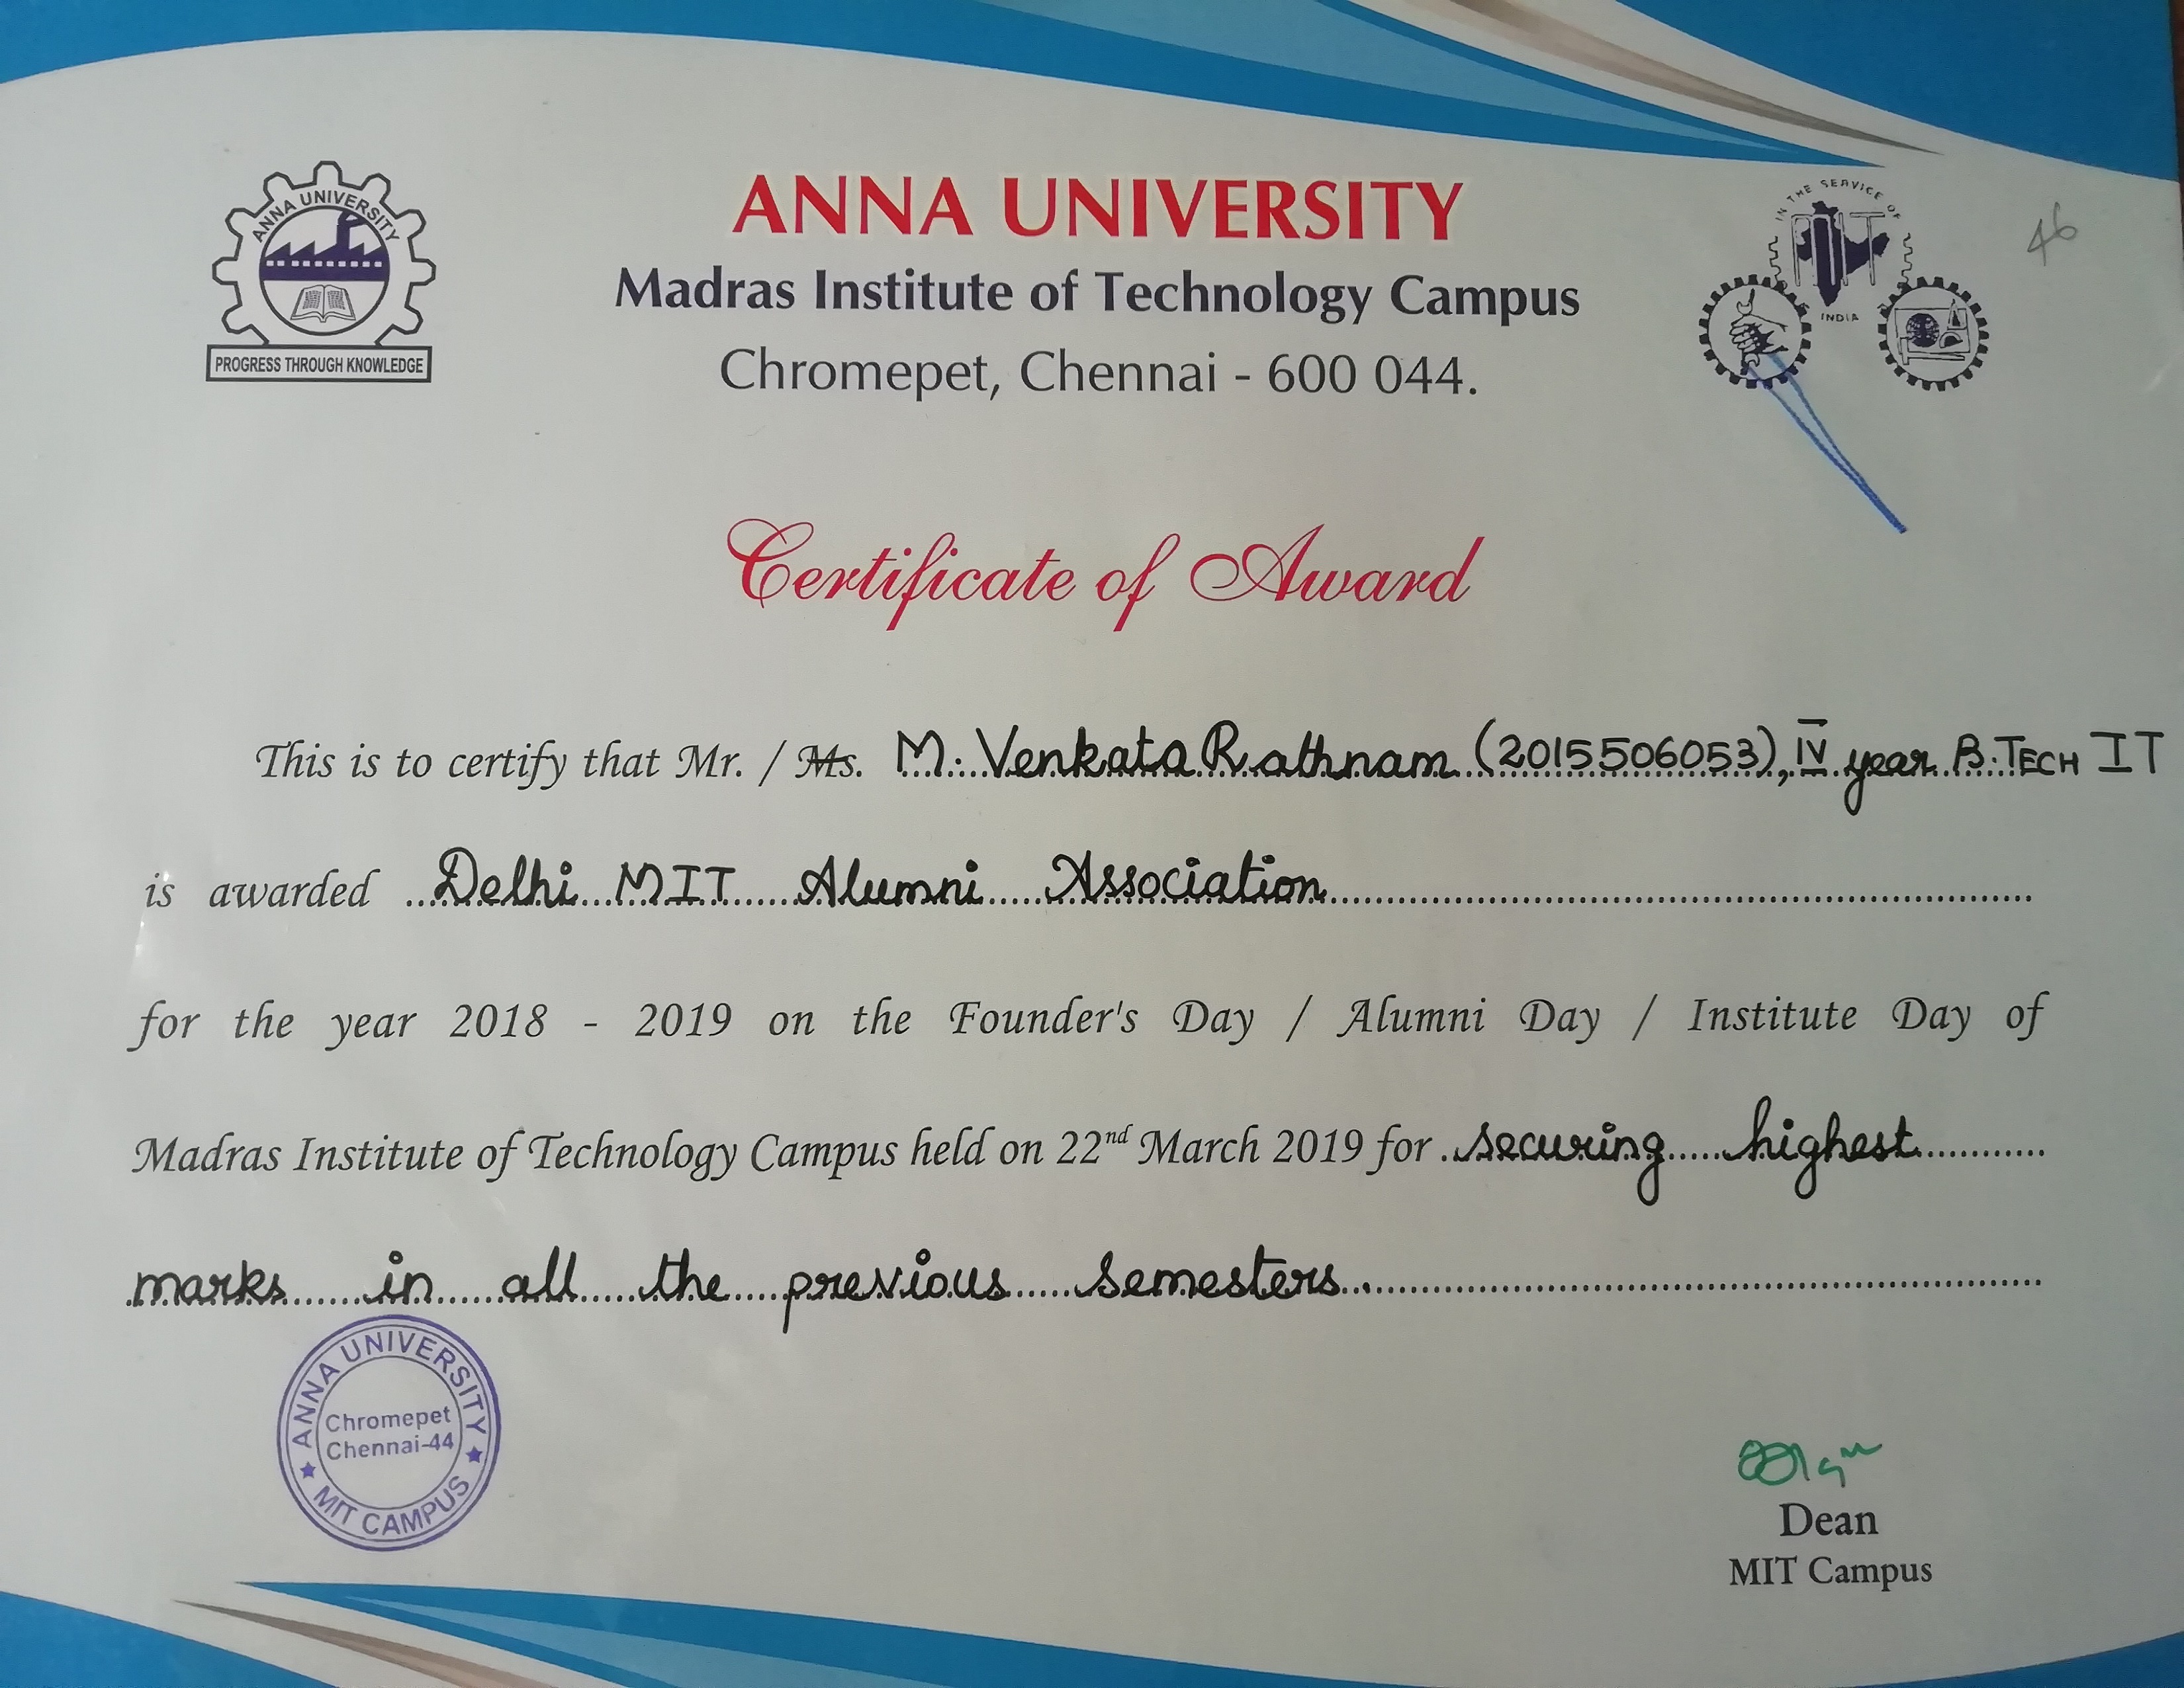 ANNA UNIVERSITY
PROGRESS THROUGH KNOWLEDGE
ANNA UNIVERSITY
Madras Institute of Technology Campus
Chromepet, Chennai - 600 044.
IN THE SERVICE OF
MIT
INDIA
46
Certificate of Award
This is to certify that Mr. / Ms. M. Venkata Rathnam (2015506053), IV year B.TECH IT
is awarded Delhi MIT Alumni Association
for the year 2018 - 2019 on the Founder's Day / Alumni Day / Institute Day of
Madras Institute of Technology Campus held on 22nd March 2019 for securing highest
marks in all the previous semesters.
ANNA UNIVERSITY
Chromepet
Chennai-44
MIT CAMPUS
Dean
MIT Campus